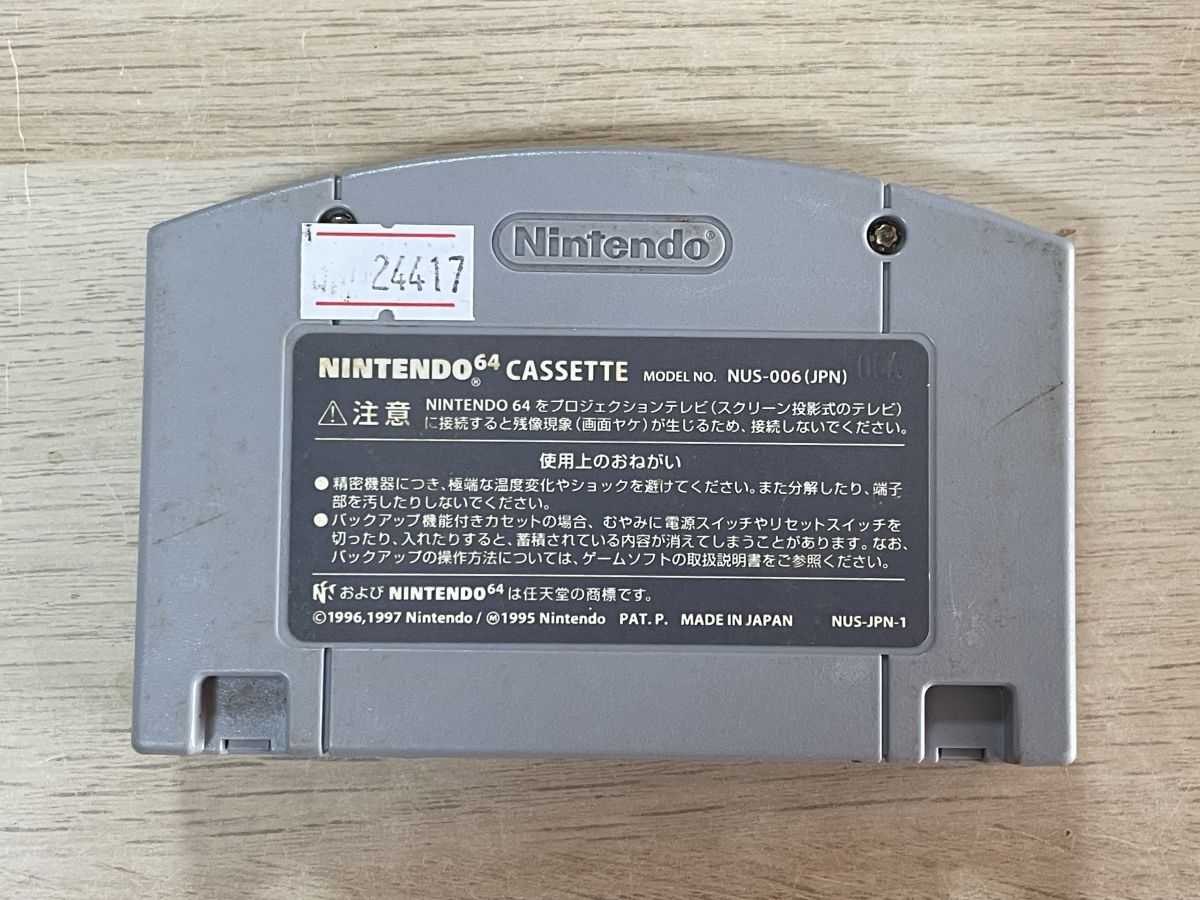 Nintendo®
24417
NINTENDO64® CASSETTE MODEL NO. NUS-006(JPN) 00A
⚠注意 NINTENDO 64 をプロジェクションテレビ(スクリーン投影式のテレビ)
に接続すると残像現象(画面ヤケ)が生じるため、接続しないでください。
使用上のおねがい
●精密機器につき、極端な温度変化やショックを避けてください。また分解したり、端子
部を汚したりしないでください。
●バックアップ機能付きカセットの場合、むやみに電源スイッチやリセットスイチを
切ったり、入れたりすると、蓄積されている内容が消えてしまうことがあります。なお、
バックアップの操作方法については、ゲームソフトの取扱説明書をご参照ください。
および NINTENDO64 は任天堂の商標です。
©1996,1997 Nintendo/Ⓜ1995 Nintendo PAT. P. MADE IN JAPAN NUS-JPN-1